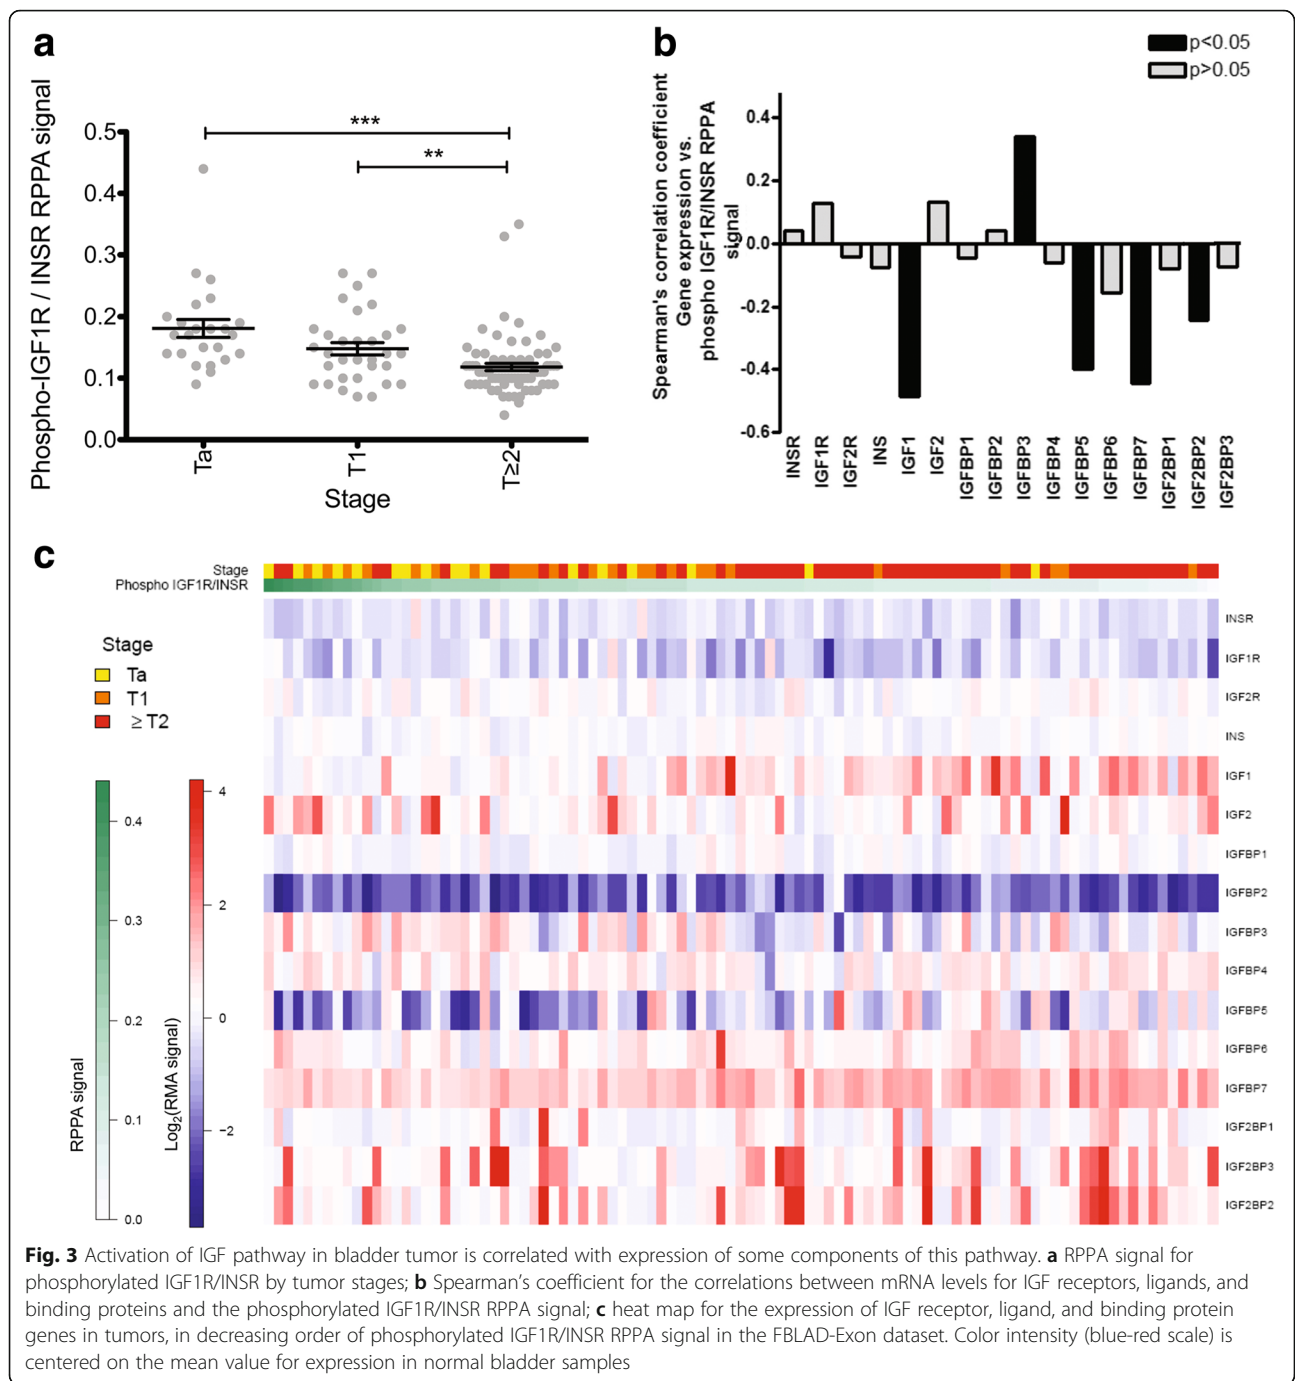 a
Phospho-IGF1R / INSR RPPA signal
0.5
0.4
0.3
0.2
0.1
0.0
***
**
Ta
T1
T≥2
Stage
b
p<0.05
p>0.05
Spearman's correlation coefficient
Gene expression vs.
phospho IGF1R/INSR RPPA
signal
0.4
0.2
0.0
-0.2
-0.4
-0.6
INSR
IGF1R
IGF2R
INS
IGF1
IGF2
IGFBP1
IGFBP2
IGFBP3
IGFBP4
IGFBP5
IGFBP6
IGFBP7
IGF2BP1
IGF2BP2
IGF2BP3
c
Stage
Phospho IGF1R/INSR
Stage
Ta
T1
≥T2
RPPA signal
0.4
0.3
0.2
0.1
0.0
Log2(RMA signal)
4
2
0
−2
INSR
IGF1R
IGF2R
INS
IGF1
IGF2
IGFBP1
IGFBP2
IGFBP3
IGFBP4
IGFBP5
IGFBP6
IGFBP7
IGF2BP1
IGF2BP3
IGF2BP2
Fig. 3 Activation of IGF pathway in bladder tumor is correlated with expression of some components of this pathway. a RPPA signal for
phosphorylated IGF1R/INSR by tumor stages; b Spearman's coefficient for the correlations between mRNA levels for IGF receptors, ligands, and
binding proteins and the phosphorylated IGF1R/INSR RPPA signal; c heat map for the expression of IGF receptor, ligand, and binding protein
genes in tumors, in decreasing order of phosphorylated IGF1R/INSR RPPA signal in the FBLAD-Exon dataset. Color intensity (blue-red scale) is
centered on the mean value for expression in normal bladder samples